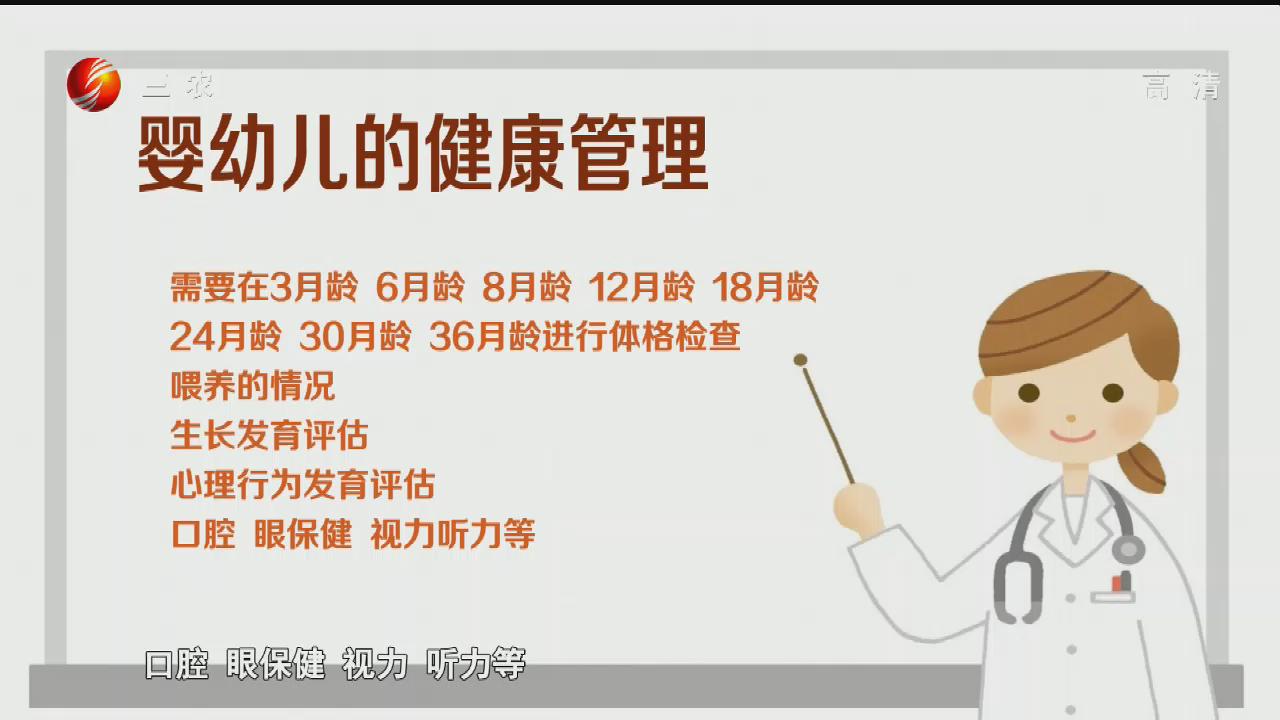 三农
高清
婴幼儿的健康管理
需要在3月龄 6月龄 8月龄 12月龄 18月龄
24月龄 30月龄 36月龄进行体格检查
喂养的情况
生长发育评估
心理行为发育评估
口腔 眼保健 视力听力等
口腔 眼保健 视力 听力等